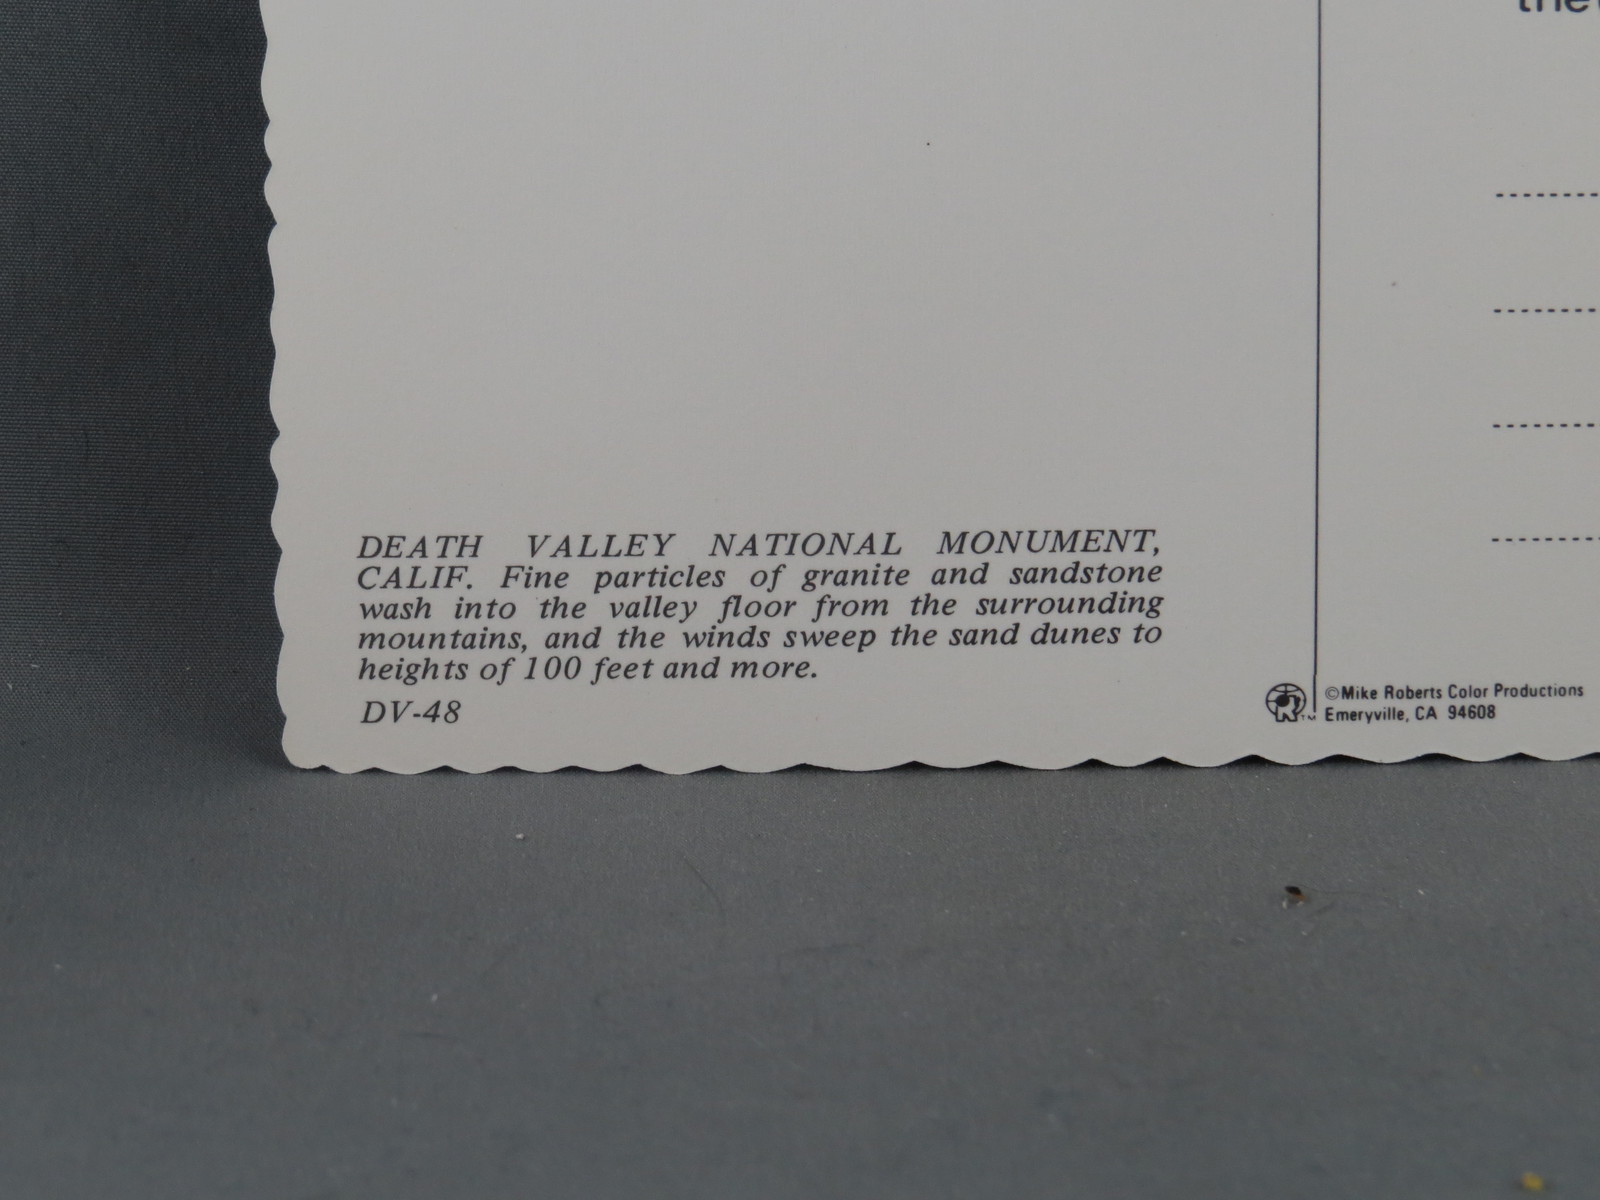 DEATH VALLEY NATIONAL MONUMENT,
CALIF. Fine particles of granite and sandstone
wash into the valley floor from the surrounding
mountains, and the winds sweep the sand dunes to
heights of 100 feet and more.
DV-48
©Mike Roberts Color Productions
Emeryville, CA 94608